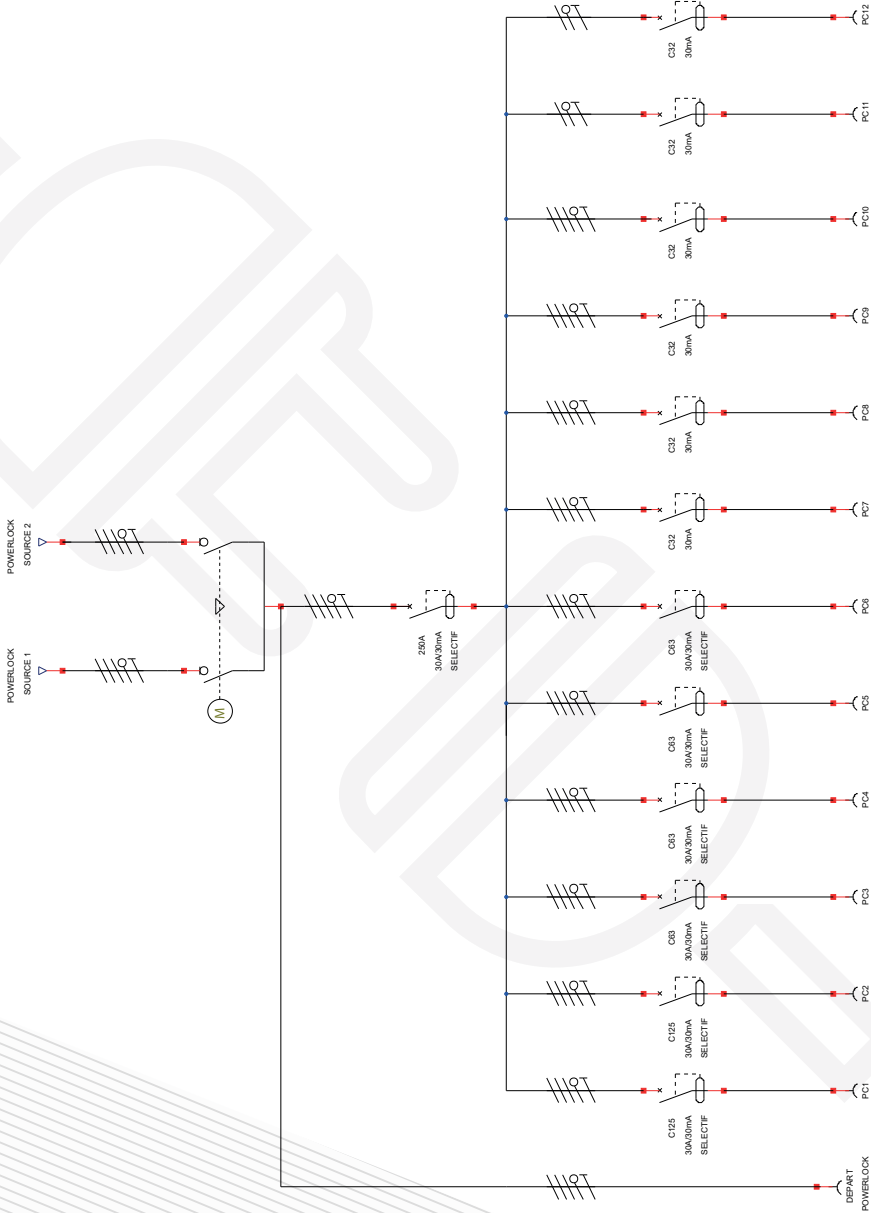 POWERLOCK
SOURCE 1
POWERLOCK
SOURCE 2
M
250A
30A/30mA
SELECTIF
C125
30A/30mA
SELECTIF
C125
30A/30mA
SELECTIF
C63
30A/30mA
SELECTIF
C63
30A/30mA
SELECTIF
C63
30A/30mA
SELECTIF
C63
30A/30mA
SELECTIF
C32
30mA
C32
30mA
C32
30mA
C32
30mA
C32
30mA
C32
30mA
DEPART
POWERLOCK
PC1
PC2
PC3
PC4
PC5
PC6
PC7
PC8
PC9
PC10
PC11
PC12